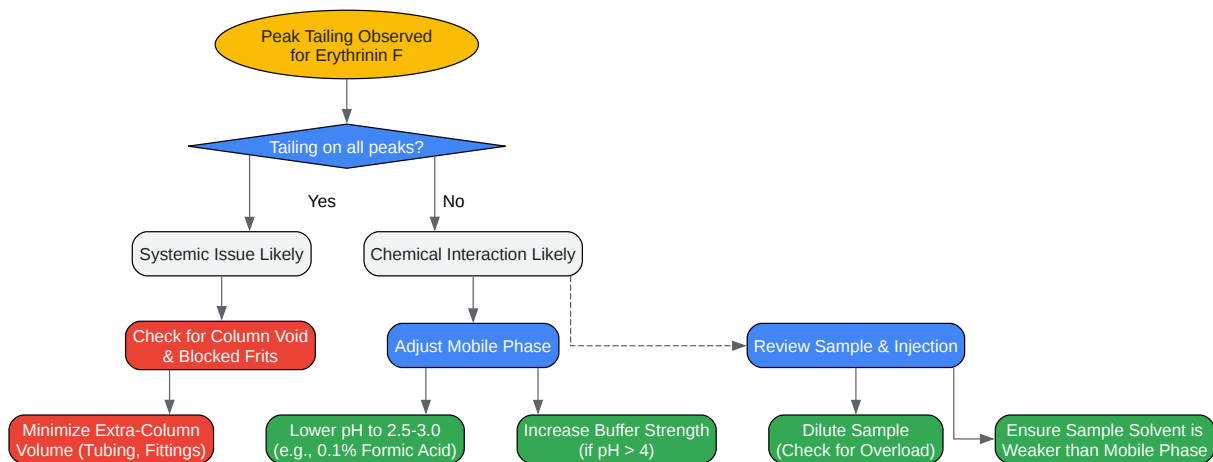 Peak Tailing Observed
for Erythrinin F
Tailing on all peaks?
Yes
No
Systemic Issue Likely
Chemical Interaction Likely
Check for Column Void
& Blocked Frits
Adjust Mobile Phase
Review Sample & Injection
Minimize Extra-Column
Volume (Tubing, Fittings)
Lower pH to 2.5-3.0
(e.g., 0.1% Formic Acid)
Increase Buffer Strength
(if pH > 4)
Dilute Sample
(Check for Overload)
Ensure Sample Solvent is
Weaker than Mobile Phase